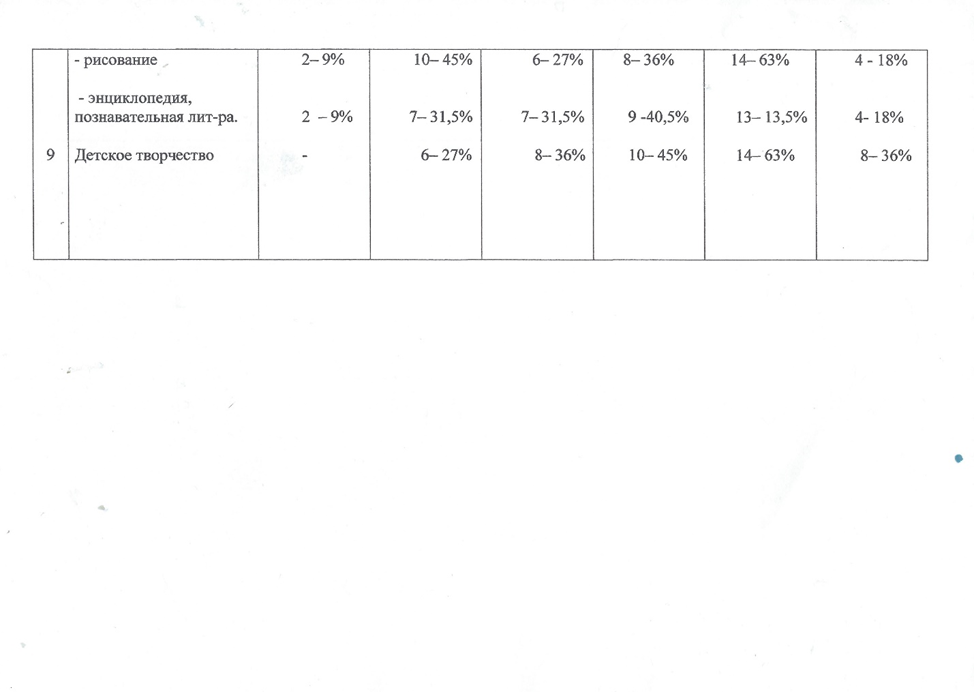 - рисование 2– 9% 10– 45% 6– 27% 8– 36% 14– 63% 4 - 18%
- энциклопедия,
познавательная лит-ра. 2 – 9% 7– 31,5% 7– 31,5% 9 -40,5% 13– 13,5% 4- 18%
9 Детское творчество - 6– 27% 8– 36% 10– 45% 14– 63% 8– 36%